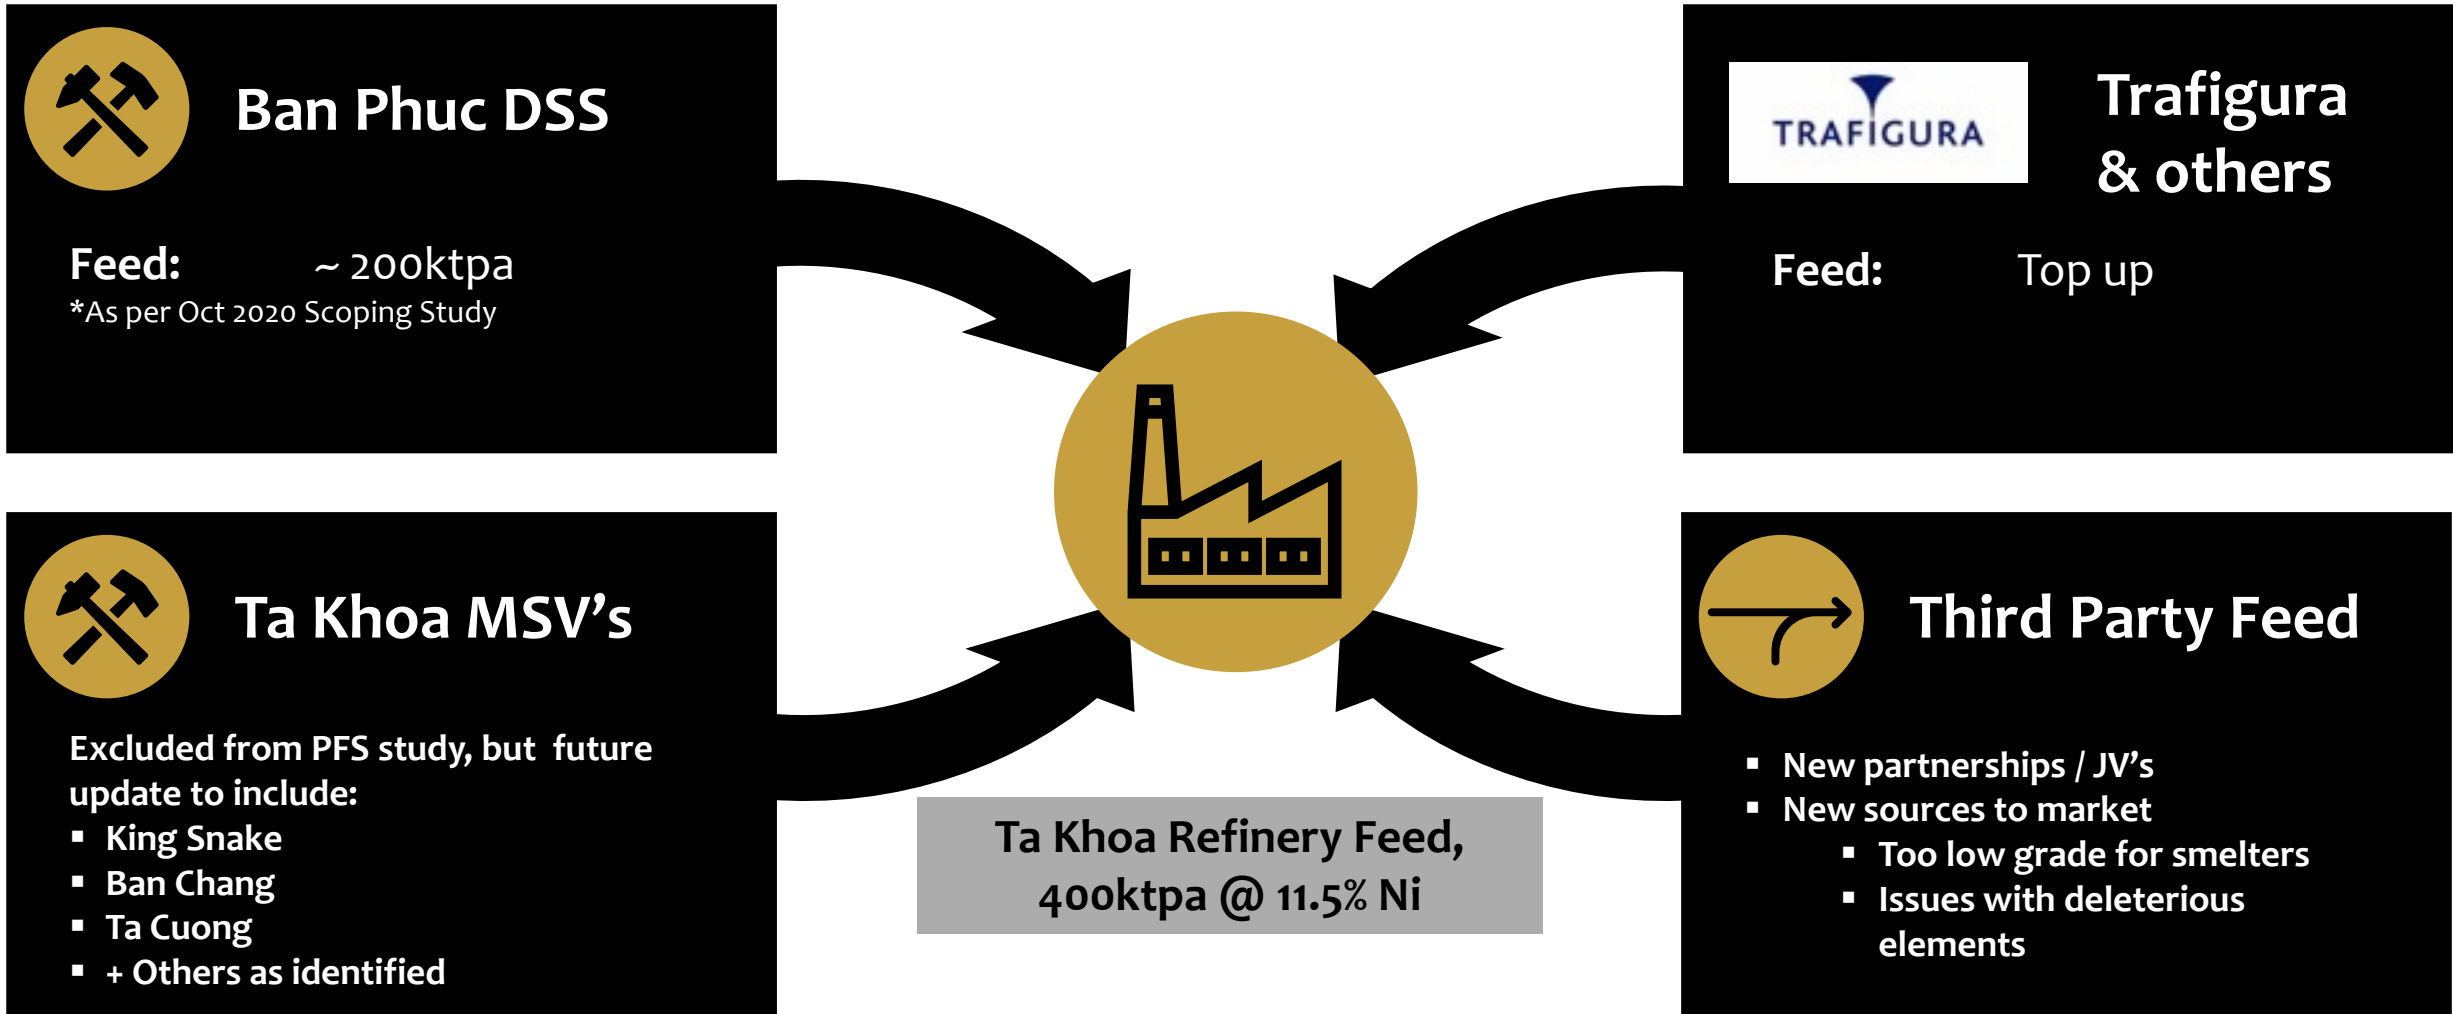 Ban Phuc DSS
Feed: ~ 200ktpa
*As per Oct 2020 Scoping Study
TRAFIGURA
Trafigura
& others
Feed: Top up
Ta Khoa MSV’s
Excluded from PFS study, but future
update to include:
▪ King Snake
▪ Ban Chang
▪ Ta Cuong
▪ + Others as identified
Ta Khoa Refinery Feed,
400ktpa @ 11.5% Ni
Third Party Feed
▪ New partnerships / JV’s
▪ New sources to market
▪ Too low grade for smelters
▪ Issues with deleterious
elements